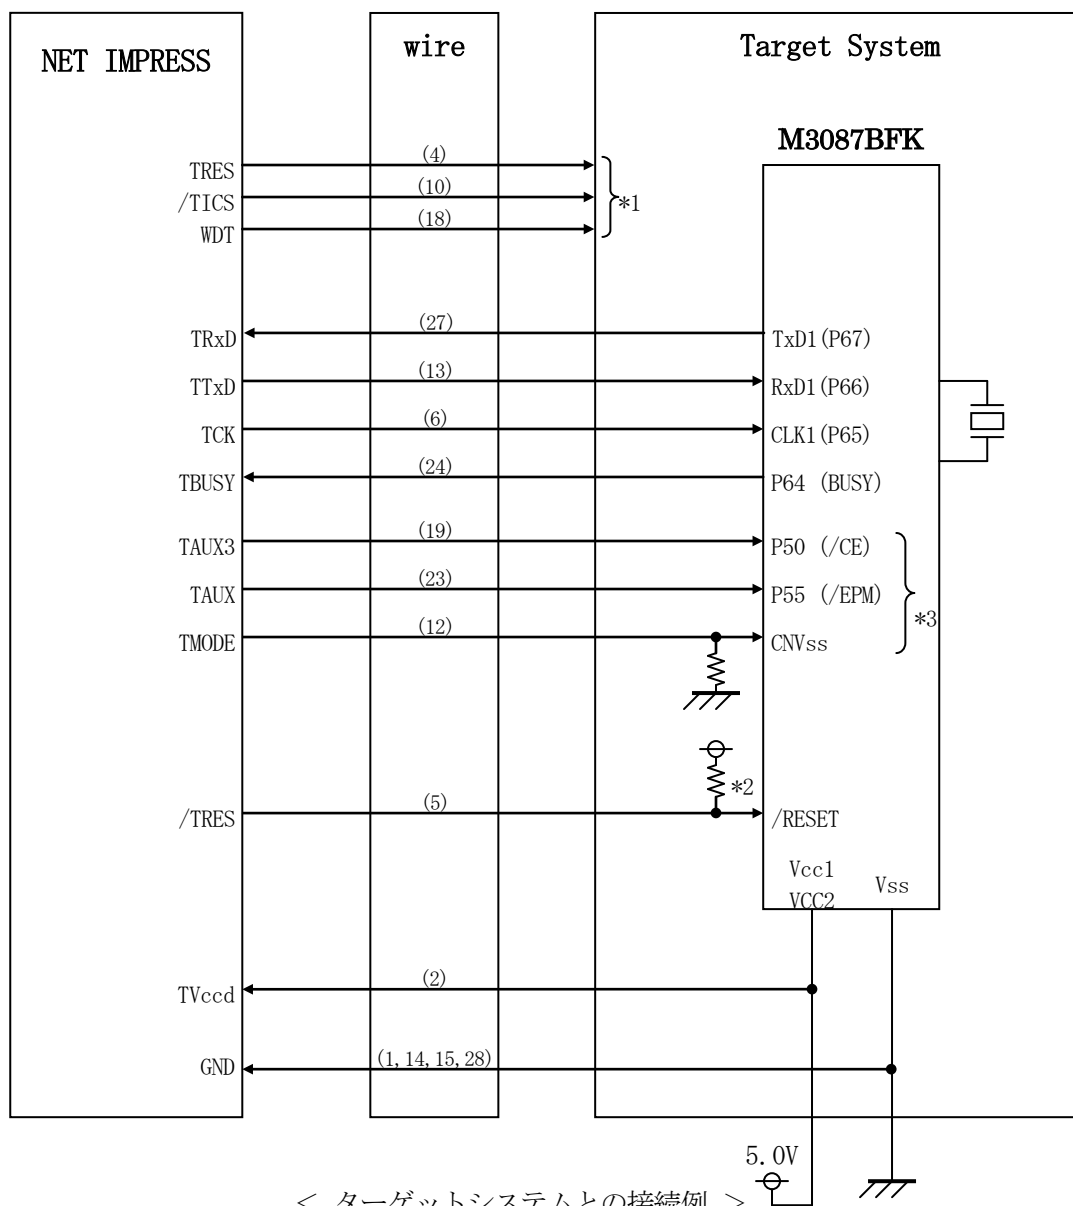 NET IMPRESS
wire
Target System
M3087BFK
TRES
(4)
/TICS
(10)
*1
WDT
(18)
TRxD
(27)
TxD1(P67)
TTxD
(13)
RxD1(P66)
TCK
(6)
CLK1(P65)
TBUSY
(24)
P64 (BUSY)
TAUX3
(19)
P50 (/CE)
TAUX
(23)
P55 (/EPM)
*3
TMODE
(12)
CNVss
*2
/TRES
(5)
/RESET
Vcc1
VCC2
Vss
TVccd
(2)
GND
(1, 14, 15, 28)
5.0V
< ターゲットシステムとの接続例 >